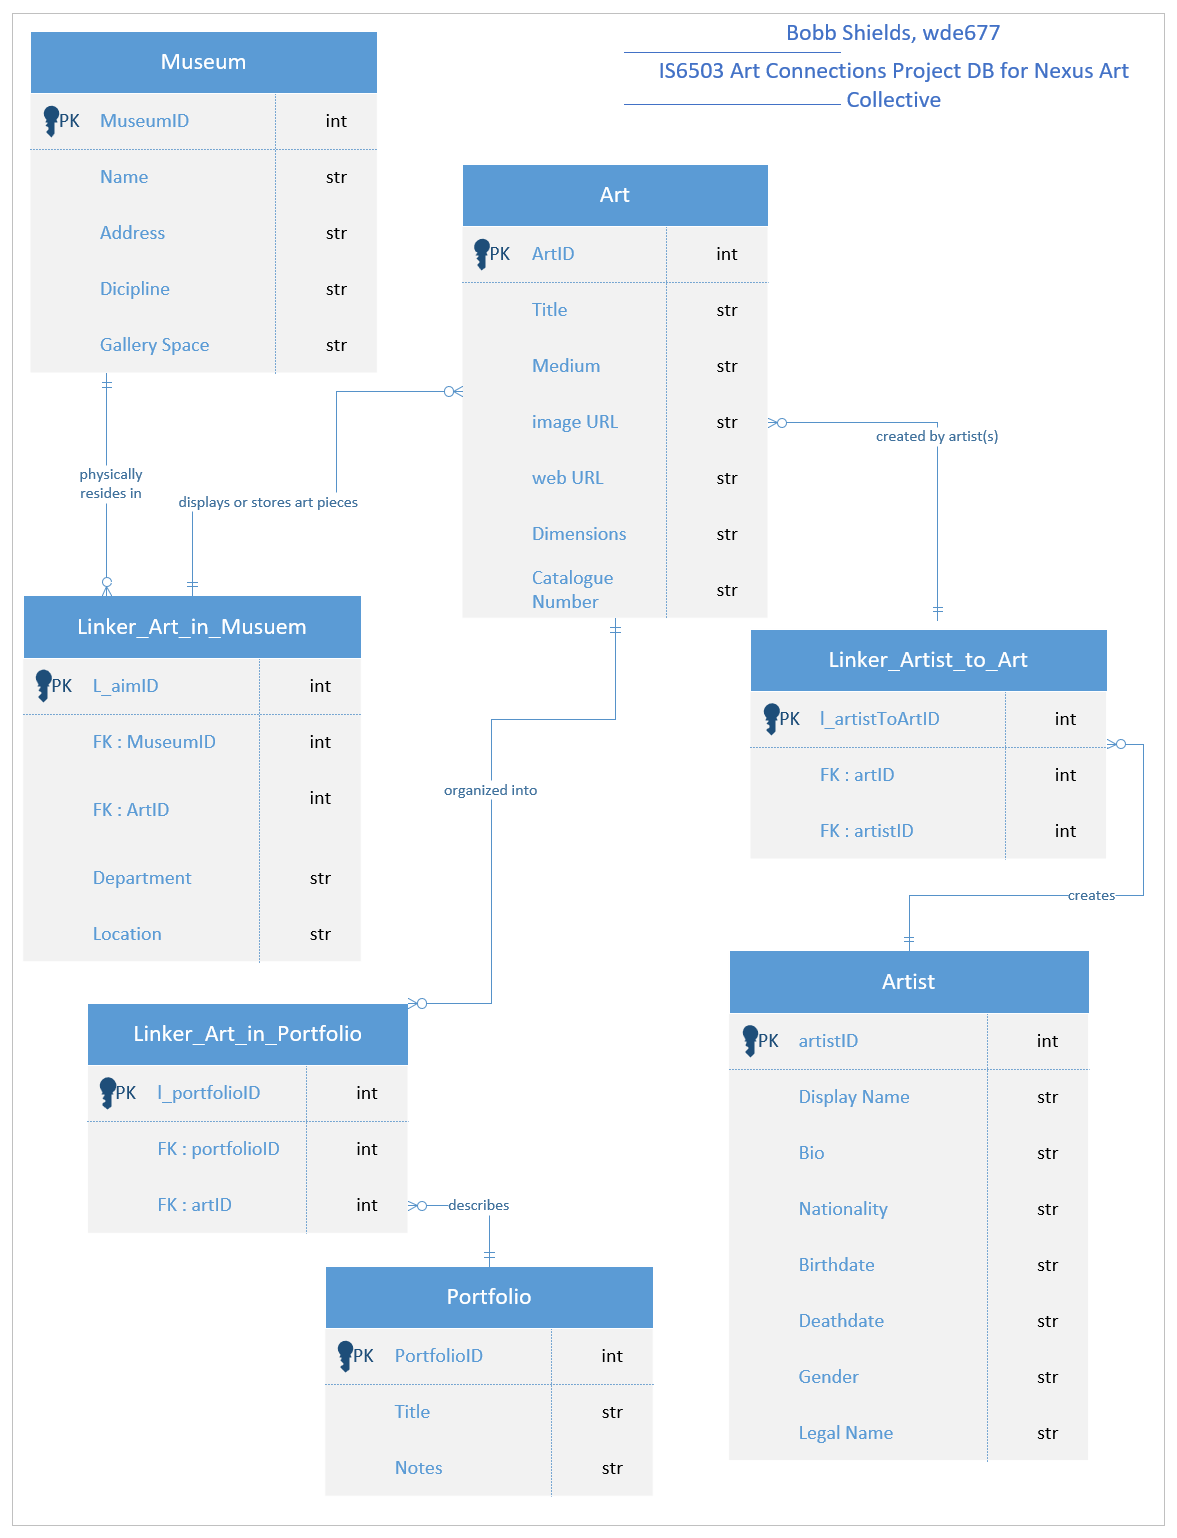 Bobb Shields, wde677
IS6503 Art Connections Project DB for Nexus Art
Collective
Museum
PK MuseumID int
Name str
Address str
Dicipline str
Gallery Space str
Art
PK ArtID int
Title str
Medium str
image URL str
web URL str
Dimensions str
Catalogue
Number str
physically
resides in
displays or stores art pieces
created by artist(s)
Linker_Art_in_Musuem
PK L_aimID int
FK : MuseumID int
FK : ArtID int
Department str
Location str
Linker_Artist_to_Art
PK l_artistToArtID int
FK : artID int
FK : artistID int
organized into
creates
Linker_Art_in_Portfolio
PK l_portfolioID int
FK : portfolioID int
FK : artID int
describes
Portfolio
PK PortfolioID int
Title str
Notes str
Artist
PK artistID int
Display Name str
Bio str
Nationality str
Birthdate str
Deathdate str
Gender str
Legal Name str